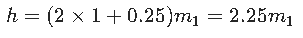 h = (2 × 1 + 0.25)m₁ = 2.25m₁